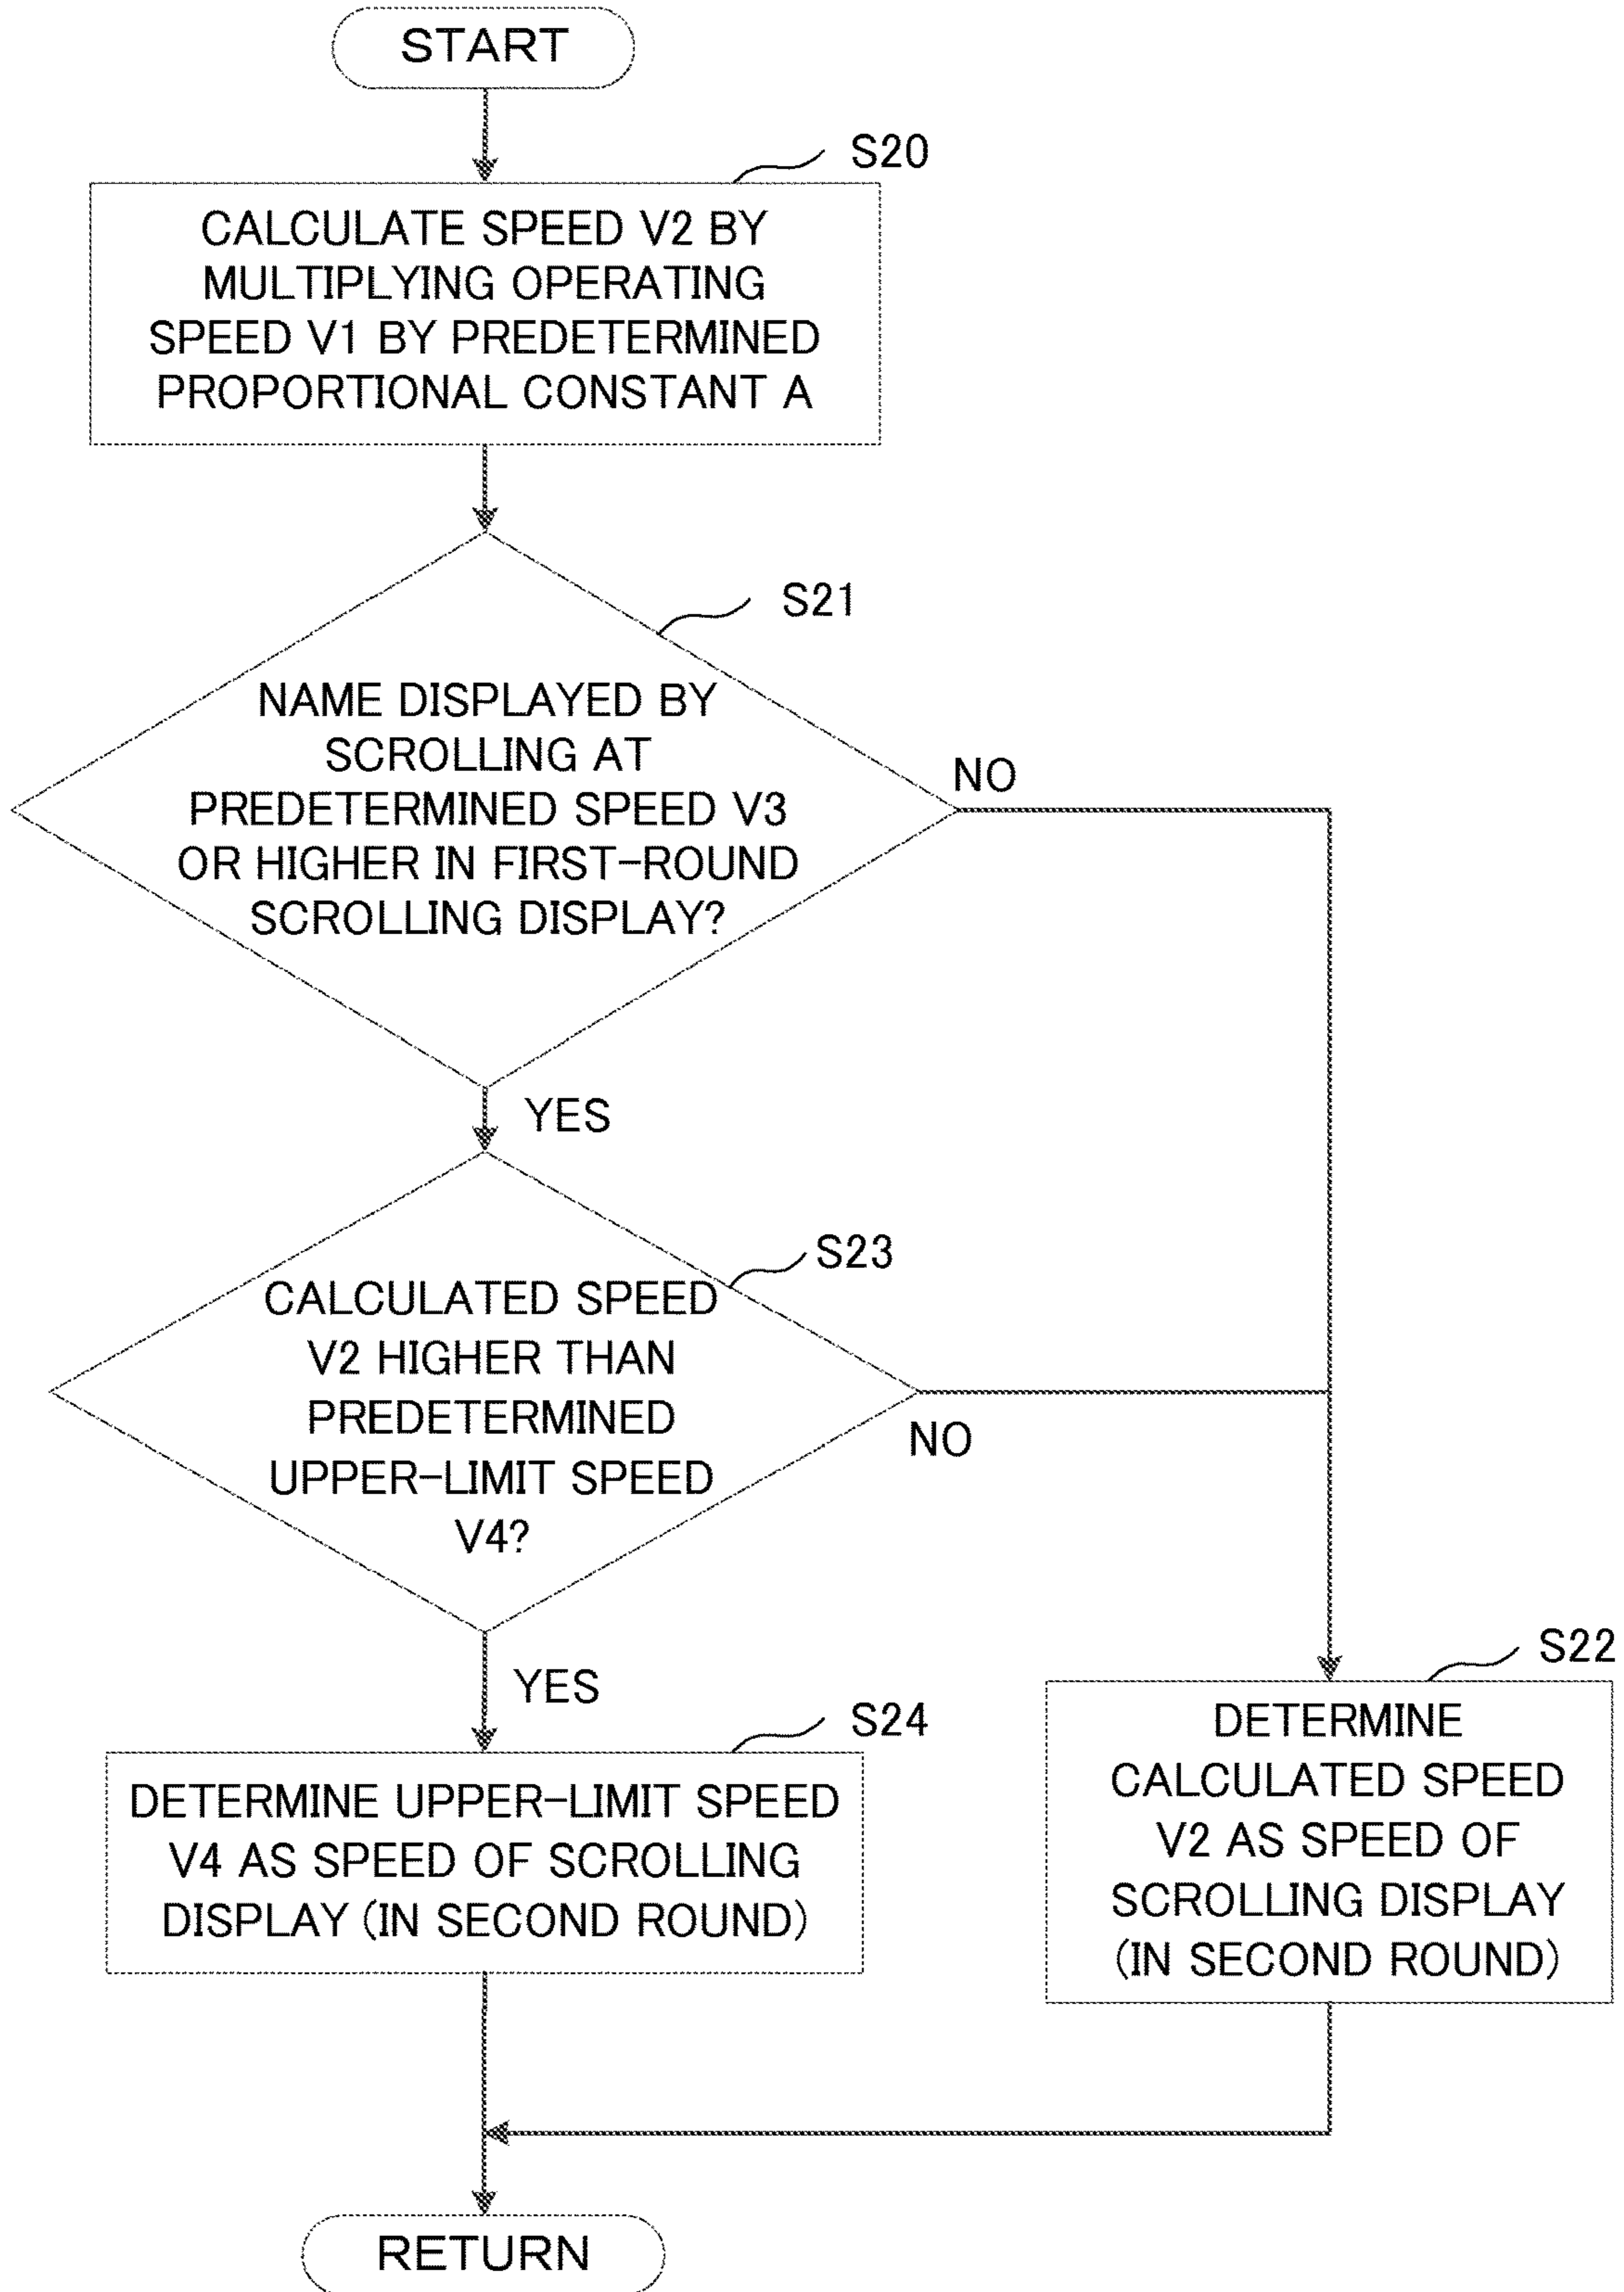 START
S20
CALCULATE SPEED V2 BY
MULTIPLYING OPERATING
SPEED V1 BY PREDETERMINED
PROPORTIONAL CONSTANT A
S21
NAME DISPLAYED BY
SCROLLING AT
PREDETERMINED SPEED V3
OR HIGHER IN FIRST-ROUND
SCROLLING DISPLAY?
NO
YES
S23
CALCULATED SPEED
V2 HIGHER THAN
PREDETERMINED
UPPER-LIMIT SPEED
V4?
NO
YES
S24
DETERMINE UPPER-LIMIT SPEED
V4 AS SPEED OF SCROLLING
DISPLAY (IN SECOND ROUND)
S22
DETERMINE
CALCULATED SPEED
V2 AS SPEED OF
SCROLLING DISPLAY
(IN SECOND ROUND)
RETURN